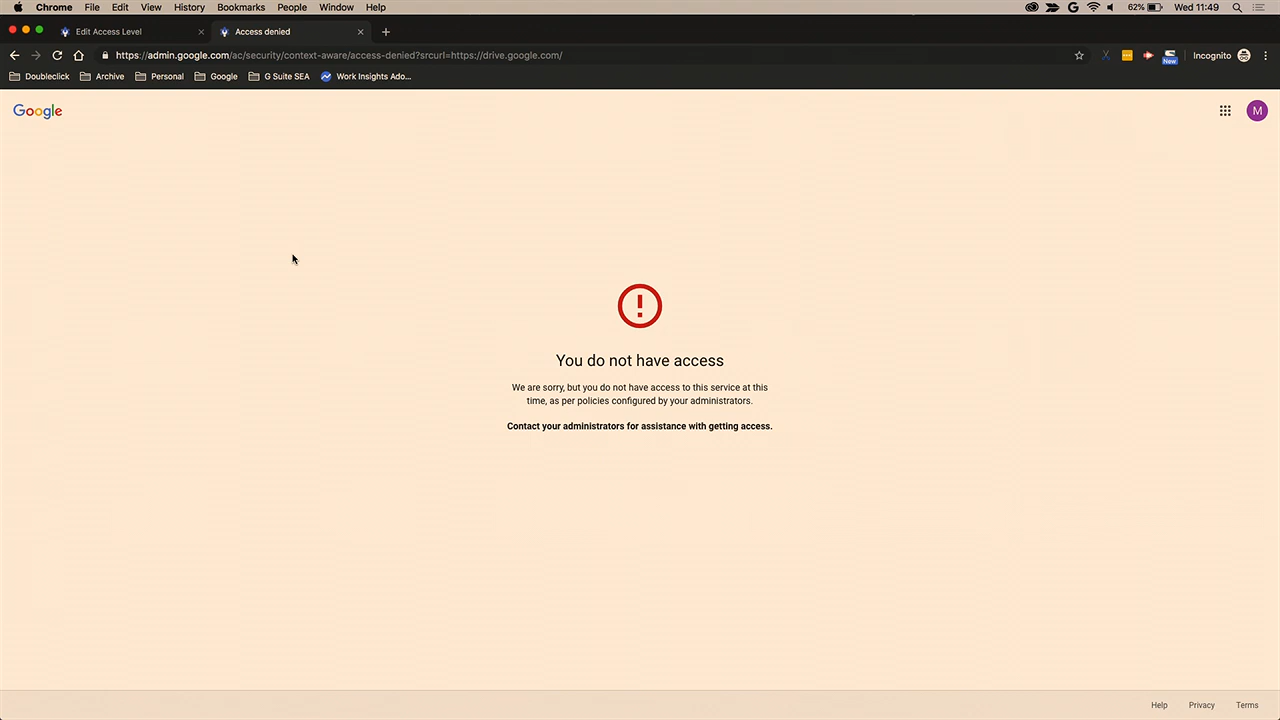 Chrome File Edit View History Bookmarks People Window Help 62% Wed 11:49
Edit Access Level Access denied
https://admin.google.com/ac/security/context-aware/access-denied?srcurl=https://drive.google.com/ New Incognito
Doubleclick Archive Personal Google G Suite SEA Work Insights Ado...
Google M
You do not have access
We are sorry, but you do not have access to this service at this
time, as per policies configured by your administrators.
Contact your administrators for assistance with getting access.
Help Privacy Terms